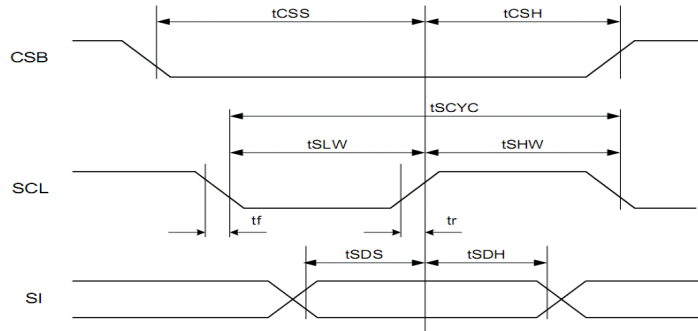 tCSS tCSH
CSB
tSCYC
tSLW tSHW
SCL
tf tr
tSDS tSDH
SI